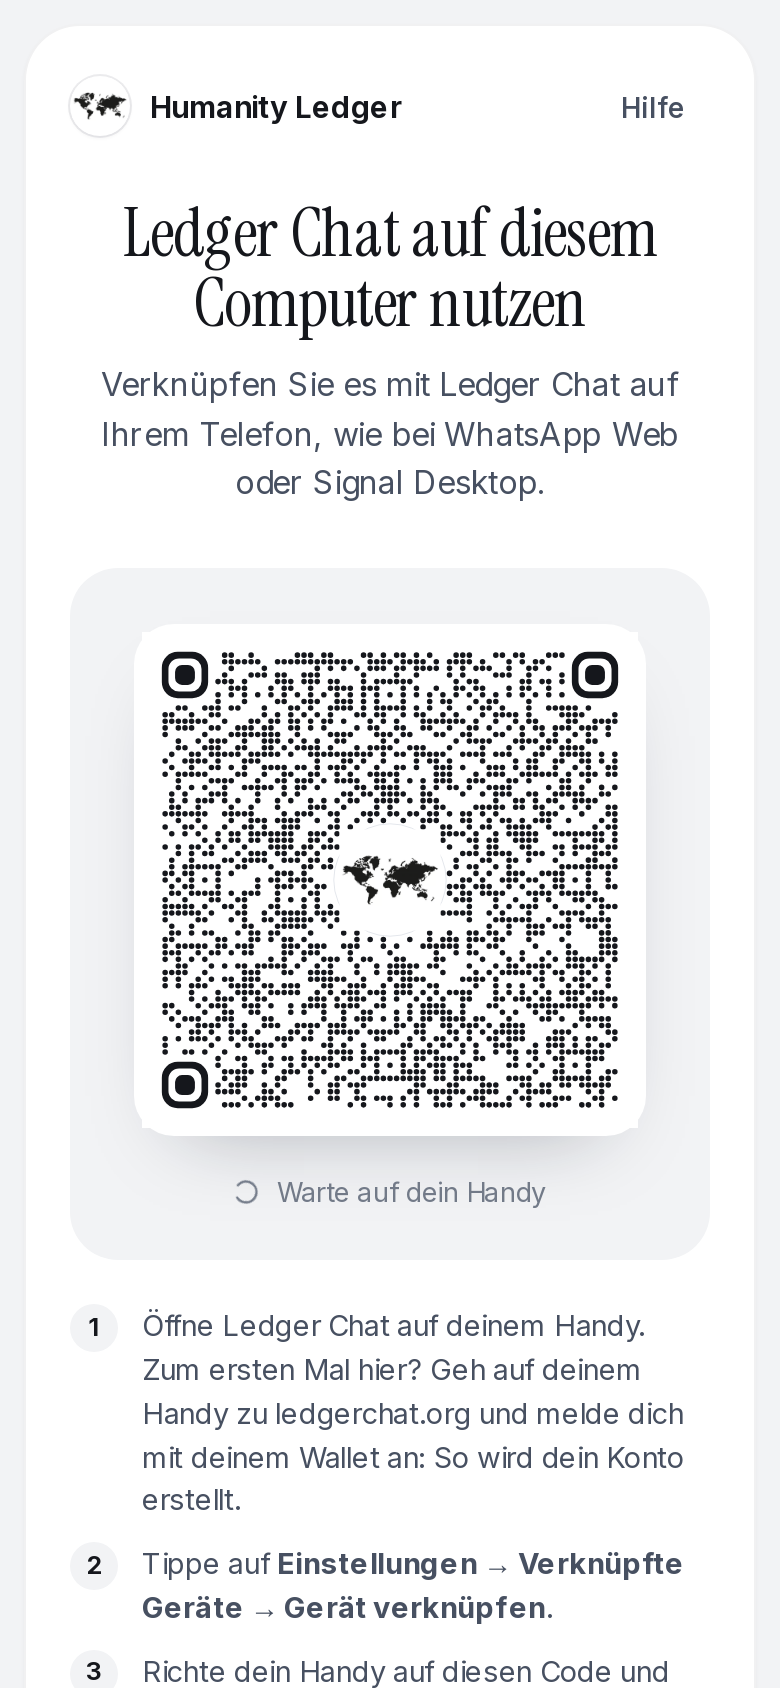 Humanity Ledger
Hilfe
Ledger Chat auf diesem
Computer nutzen
Verknüpfen Sie es mit Ledger Chat auf
Ihrem Telefon, wie bei WhatsApp Web
oder Signal Desktop.
Warte auf dein Handy
1 Öffne Ledger Chat auf deinem Handy.
Zum ersten Mal hier? Geh auf deinem
Handy zu ledgerchat.org und melde dich
mit deinem Wallet an: So wird dein Konto
erstellt.
2 Tippe auf Einstellungen → Verknüpfte
Geräte → Gerät verknüpfen.
3 Richte dein Handy auf diesen Code und